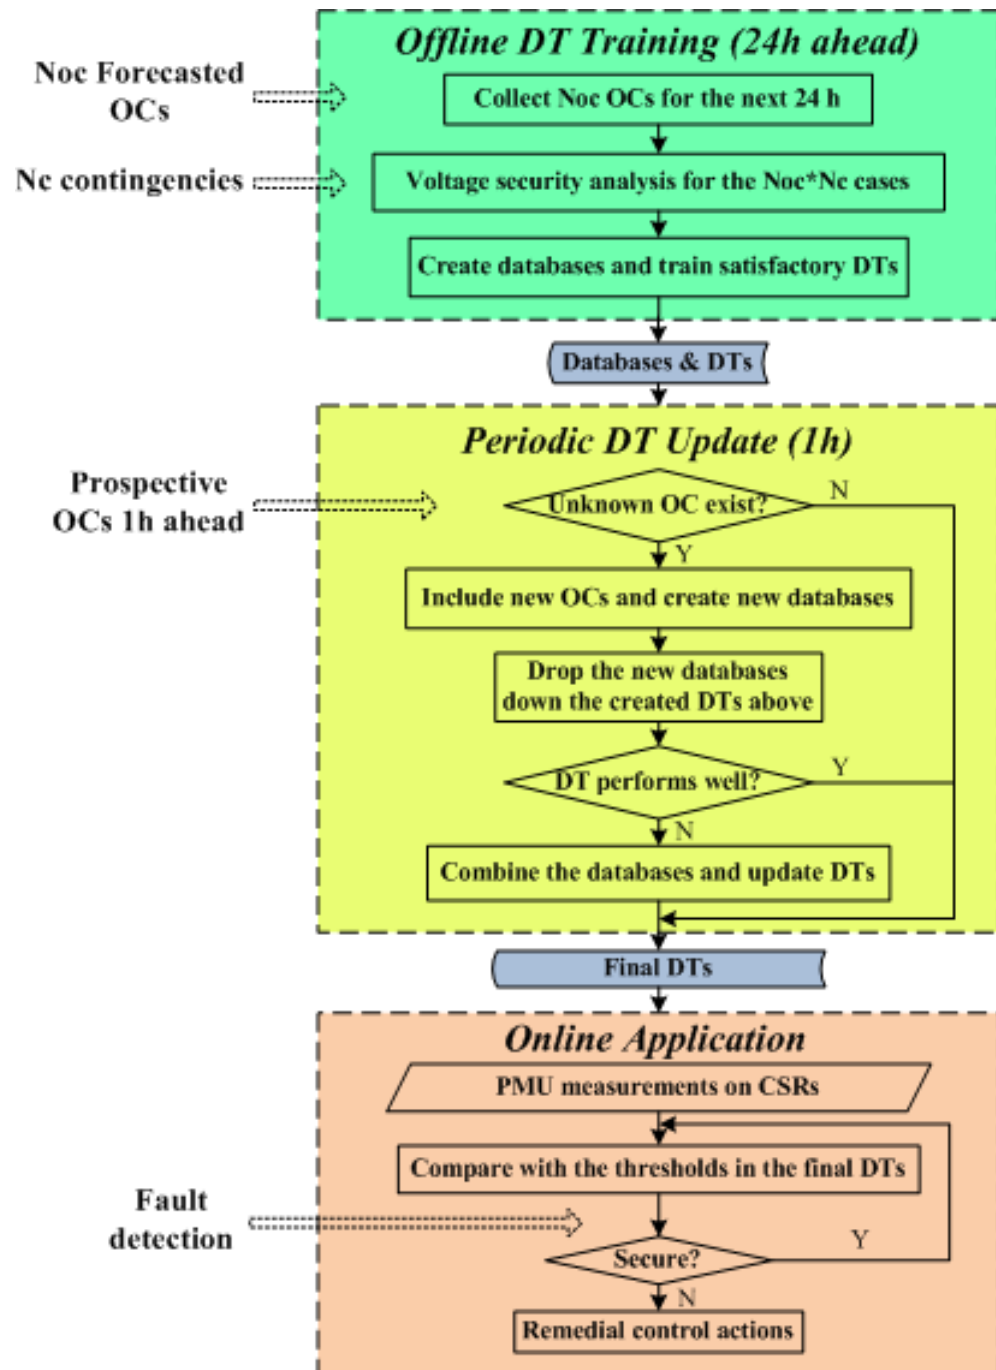 Offline DT Training (24h ahead)
Noc Forecasted
OCs
Collect Noc OCs for the next 24 h
Nc contingencies
Voltage security analysis for the Noc*Nc cases
Create databases and train satisfactory DTs
Databases & DTs
Periodic DT Update (1h)
Prospective
OCs 1h ahead
Unknown OC exist?
N
Y
Include new OCs and create new databases
Drop the new databases
down the created DTs above
DT performs well?
Y
N
Combine the databases and update DTs
Final DTs
Online Application
PMU measurements on CSRs
Compare with the thresholds in the final DTs
Fault
detection
Secure?
Y
N
Remedial control actions